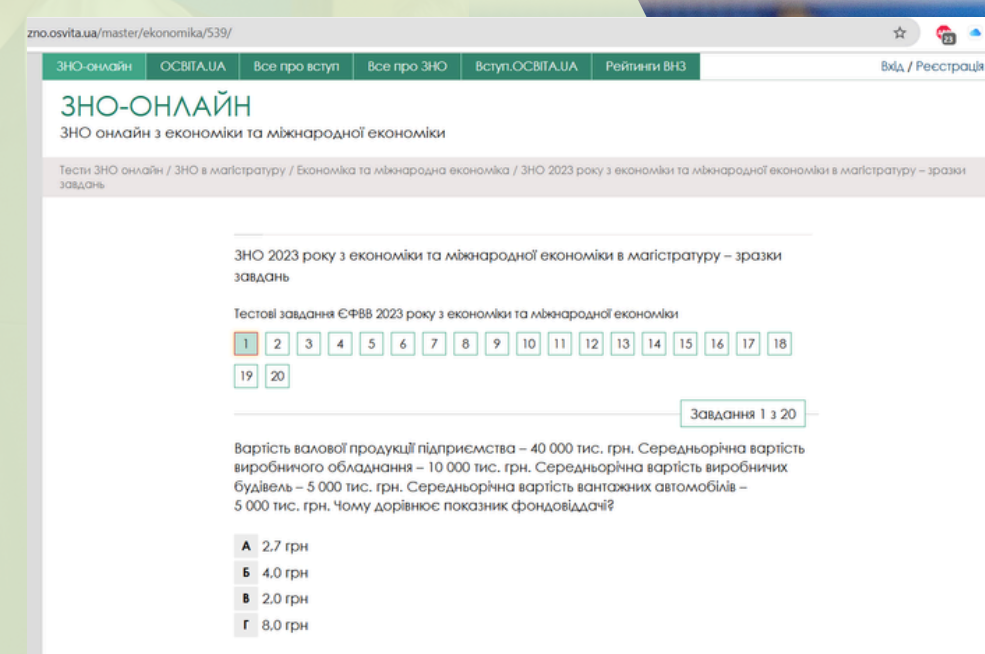 zno.osvita.ua/master/ekonomika/539/
23
ЗНО-онлайн ОСВІТА.UA Все про вступ Все про ЗНО Вступ.ОСВІТА.UA Рейтинги ВНЗ Вхід / Реєстрація
ЗНО-ОНЛАЙН
ЗНО онлайн з економіки та міжнародної економіки
Тести ЗНО онлайн / ЗНО в магістратуру / Економіка та міжнародна економіка / ЗНО 2023 року з економіки та міжнародної економіки в магістратуру – зразки
завдань
ЗНО 2023 року з економіки та міжнародної економіки в магістратуру – зразки
завдань
Тестові завдання ЄФВВ 2023 року з економіки та міжнародної економіки
1 2 3 4 5 6 7 8 9 10 11 12 13 14 15 16 17 18
19 20
Завдання 1 з 20
Вартість валової продукції підприємства – 40 000 тис. грн. Середньорічна вартість
виробничого обладнання – 10 000 тис. грн. Середньорічна вартість виробничих
будівель – 5 000 тис. грн. Середньорічна вартість вантажних автомобілів –
5 000 тис. грн. Чому дорівнює показник фондовіддачі?
А 2,7 грн
Б 4,0 грн
В 2,0 грн
Г 8,0 грн